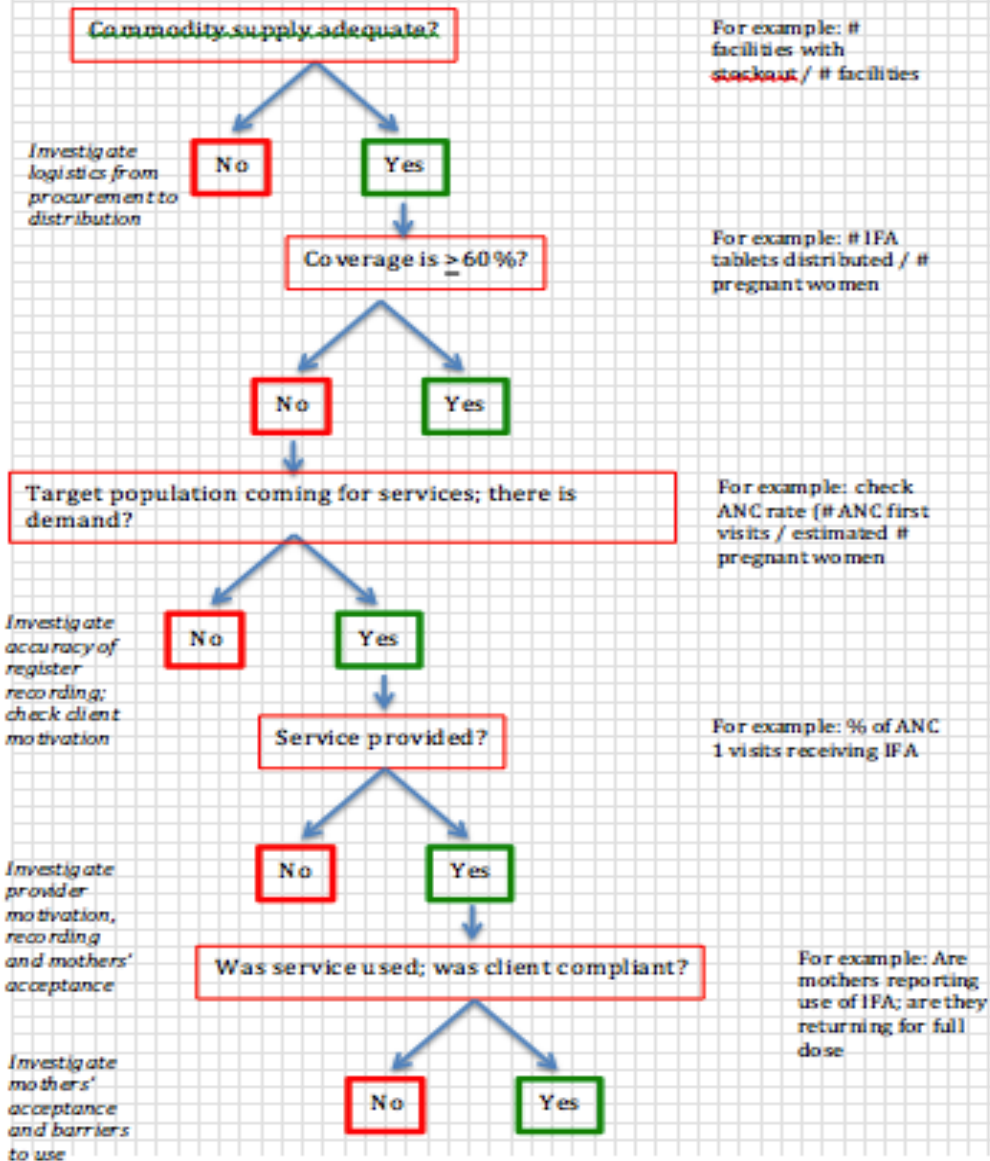 Commodity supply adequate?
For example: #
facilities with
stockout / # facilities
Investigate
logistics from
procurement to
distribution
No
Yes
Coverage is ≥ 60%?
For example: # IFA
tablets distributed / #
pregnant women
No
Yes
Target population coming for services; there is
demand?
For example: check
ANC rate (# ANC first
visits / estimated #
pregnant women
Investigate
accuracy of
register
recording;
check client
motivation
No
Yes
Service provided?
For example: % of ANC
1 visits receiving IFA
Investigate
provider
motivation,
recording
and mothers'
acceptance
No
Yes
Was service used; was client compliant?
For example: Are
mothers reporting
use of IFA; are they
returning for full
dose
Investigate
mothers'
acceptance
and barriers
to use
No
Yes